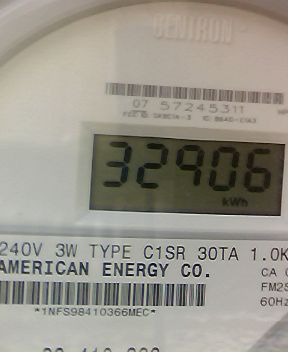 CENTRON
07 57245311
32906
kWh
240V 3W TYPE C1SR 30TA 1.0K
AMERICAN ENERGY CO.
CA
FM2S
60Hz
*1NFS98410366MEC*